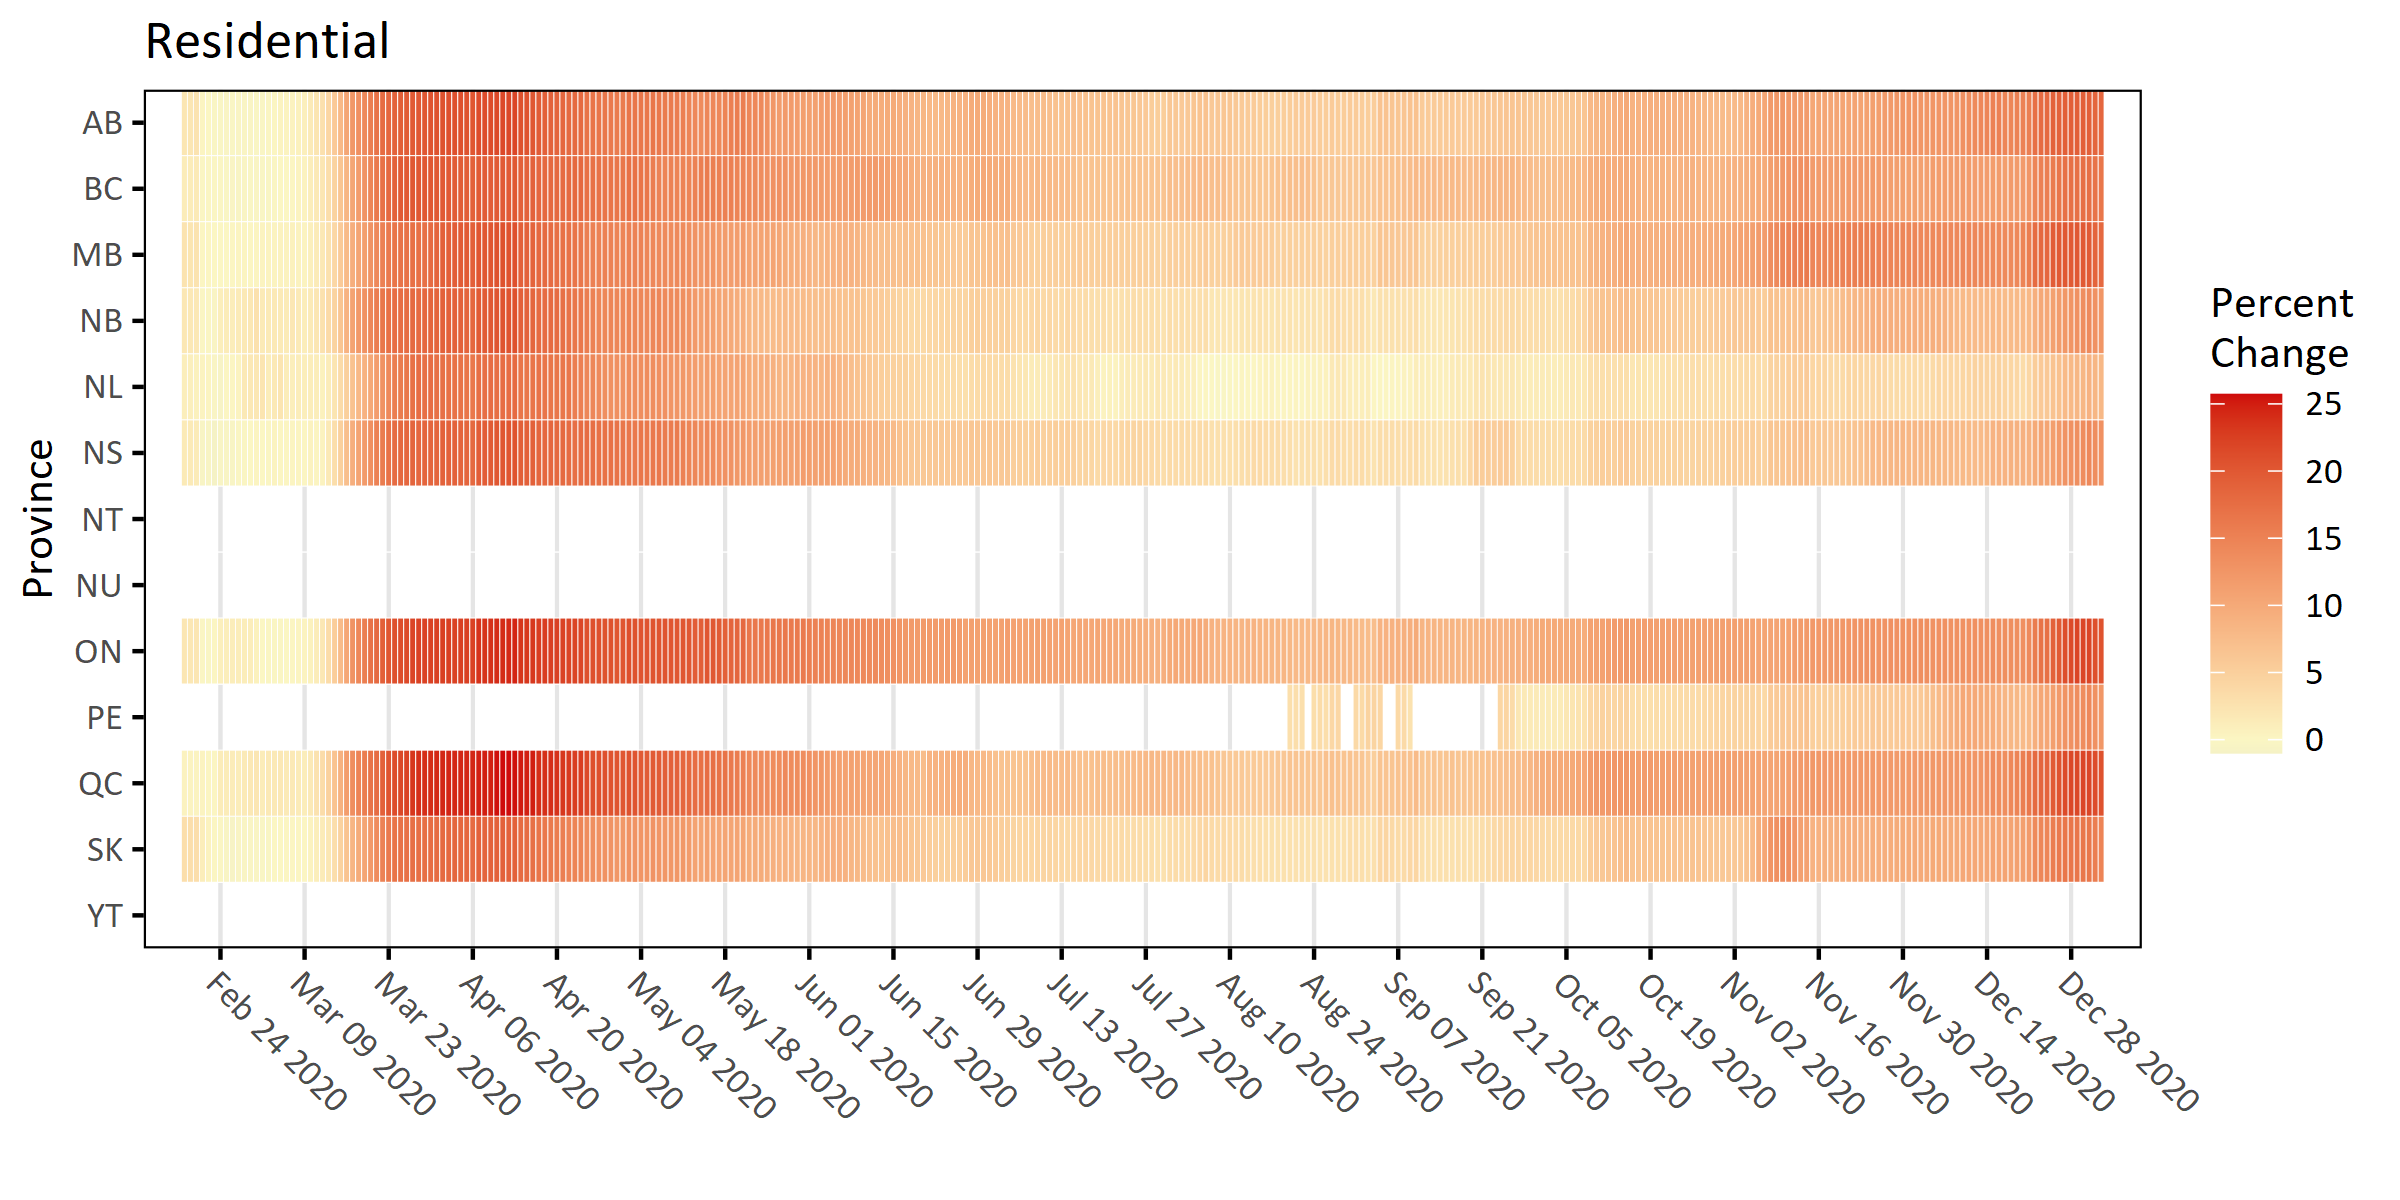 Residential
Province
AB
BC
MB
NB
NL
NS
NT
NU
ON
PE
QC
SK
YT
Feb 24 2020
Mar 09 2020
Mar 23 2020
Apr 06 2020
Apr 20 2020
May 04 2020
May 18 2020
Jun 01 2020
Jun 15 2020
Jun 29 2020
Jul 13 2020
Jul 27 2020
Aug 10 2020
Aug 24 2020
Sep 07 2020
Sep 21 2020
Oct 05 2020
Oct 19 2020
Nov 02 2020
Nov 16 2020
Nov 30 2020
Dec 14 2020
Dec 28 2020
Percent
Change
25
20
15
10
5
0